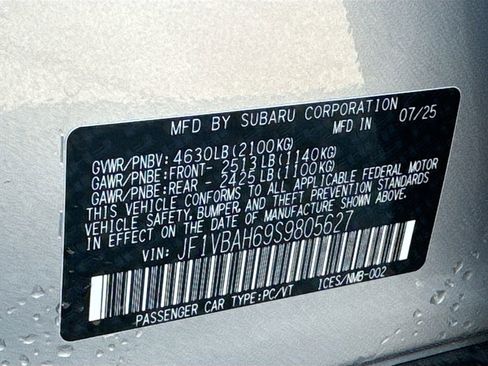 MFD BY SUBARU CORPORATION
MFD IN 07/25
GVWR/PNBV: 4630LB(2100KG)
GAWR/PNBE: FRONT- 2513LB(1140KG)
GAWR/PNBE: REAR - 2425LB(1100KG)
THIS VEHICLE CONFORMS TO ALL APPLICABLE FEDERAL MOTOR
VEHICLE SAFETY, BUMPER, AND THEFT PREVENTION STANDARDS
IN EFFECT ON THE DATE OF MANUFACTURE SHOWN ABOVE.
VIN: JF1VBAH69S9805627
PASSENGER CAR TYPE: PC/VT ICES/NMB-002